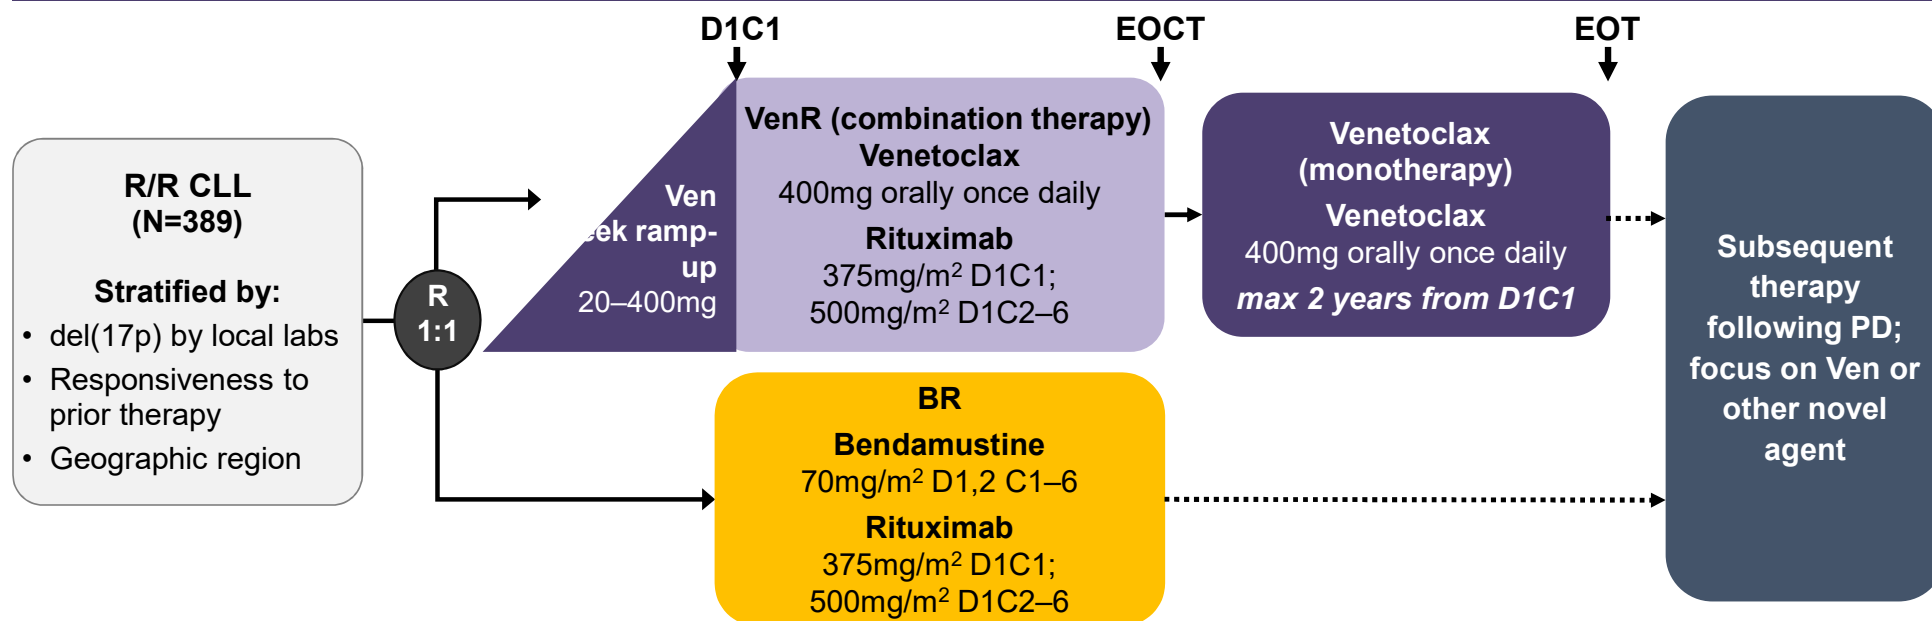 D1C1
EOCT
EOT
R/R CLL
(N=389)
Stratified by:
• del(17p) by local labs
• Responsiveness to
prior therapy
• Geographic region
R
1:1
Ven
ramp-
up
20–400mg
VenR (combination therapy)
Venetoclax
400mg orally once daily
Rituximab
375mg/m² D1C1;
500mg/m² D1C2–6
Venetoclax
(monotherapy)
Venetoclax
400mg orally once daily
max 2 years from D1C1
BR
Bendamustine
70mg/m² D1,2 C1–6
Rituximab
375mg/m² D1C1;
500mg/m² D1C2–6
Subsequent
therapy
following PD;
focus on Ven or
other novel
agent